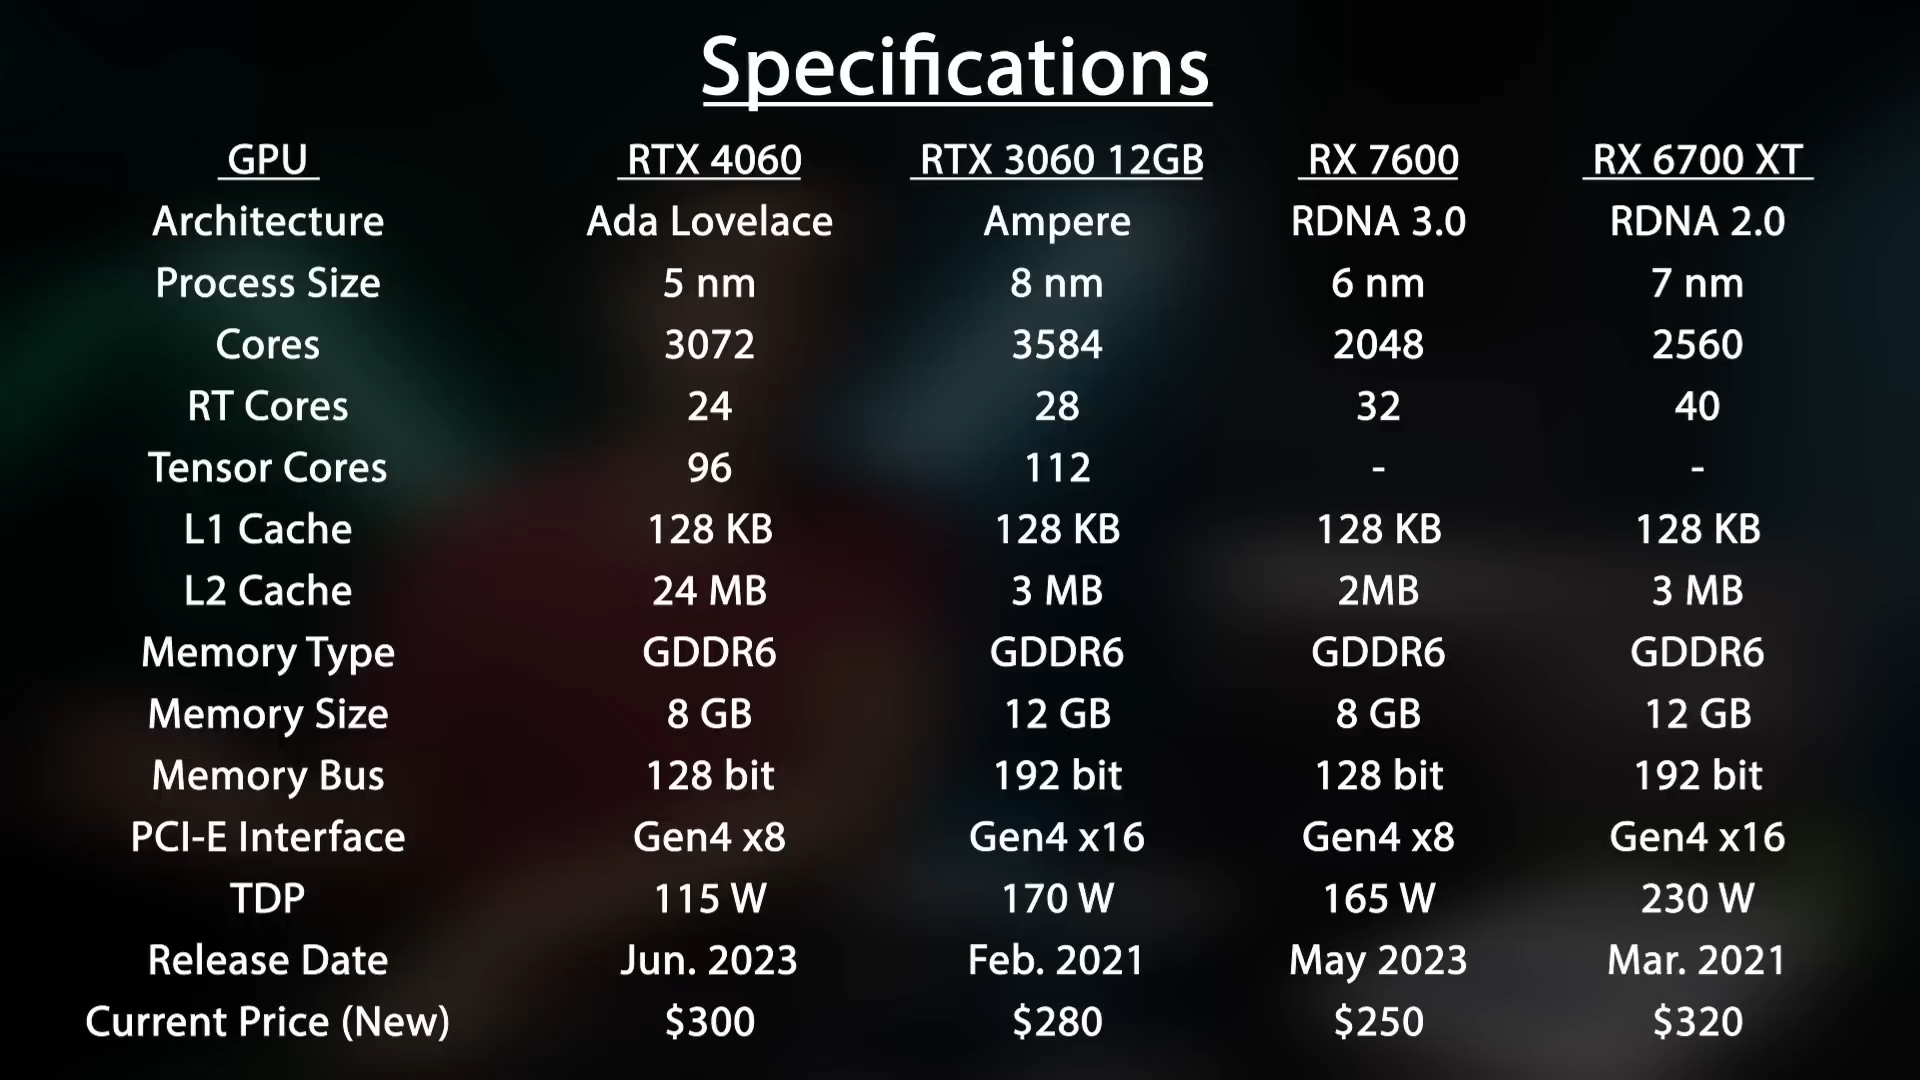 Specifications
GPU RTX 4060 RTX 3060 12GB RX 7600 RX 6700 XT
Architecture Ada Lovelace Ampere RDNA 3.0 RDNA 2.0
Process Size 5 nm 8 nm 6 nm 7 nm
Cores 3072 3584 2048 2560
RT Cores 24 28 32 40
Tensor Cores 96 112 - -
L1 Cache 128 KB 128 KB 128 KB 128 KB
L2 Cache 24 MB 3 MB 2MB 3 MB
Memory Type GDDR6 GDDR6 GDDR6 GDDR6
Memory Size 8 GB 12 GB 8 GB 12 GB
Memory Bus 128 bit 192 bit 128 bit 192 bit
PCI-E Interface Gen4 x8 Gen4 x16 Gen4 x8 Gen4 x16
TDP 115 W 170 W 165 W 230 W
Release Date Jun. 2023 Feb. 2021 May 2023 Mar. 2021
Current Price (New) $300 $280 $250 $320